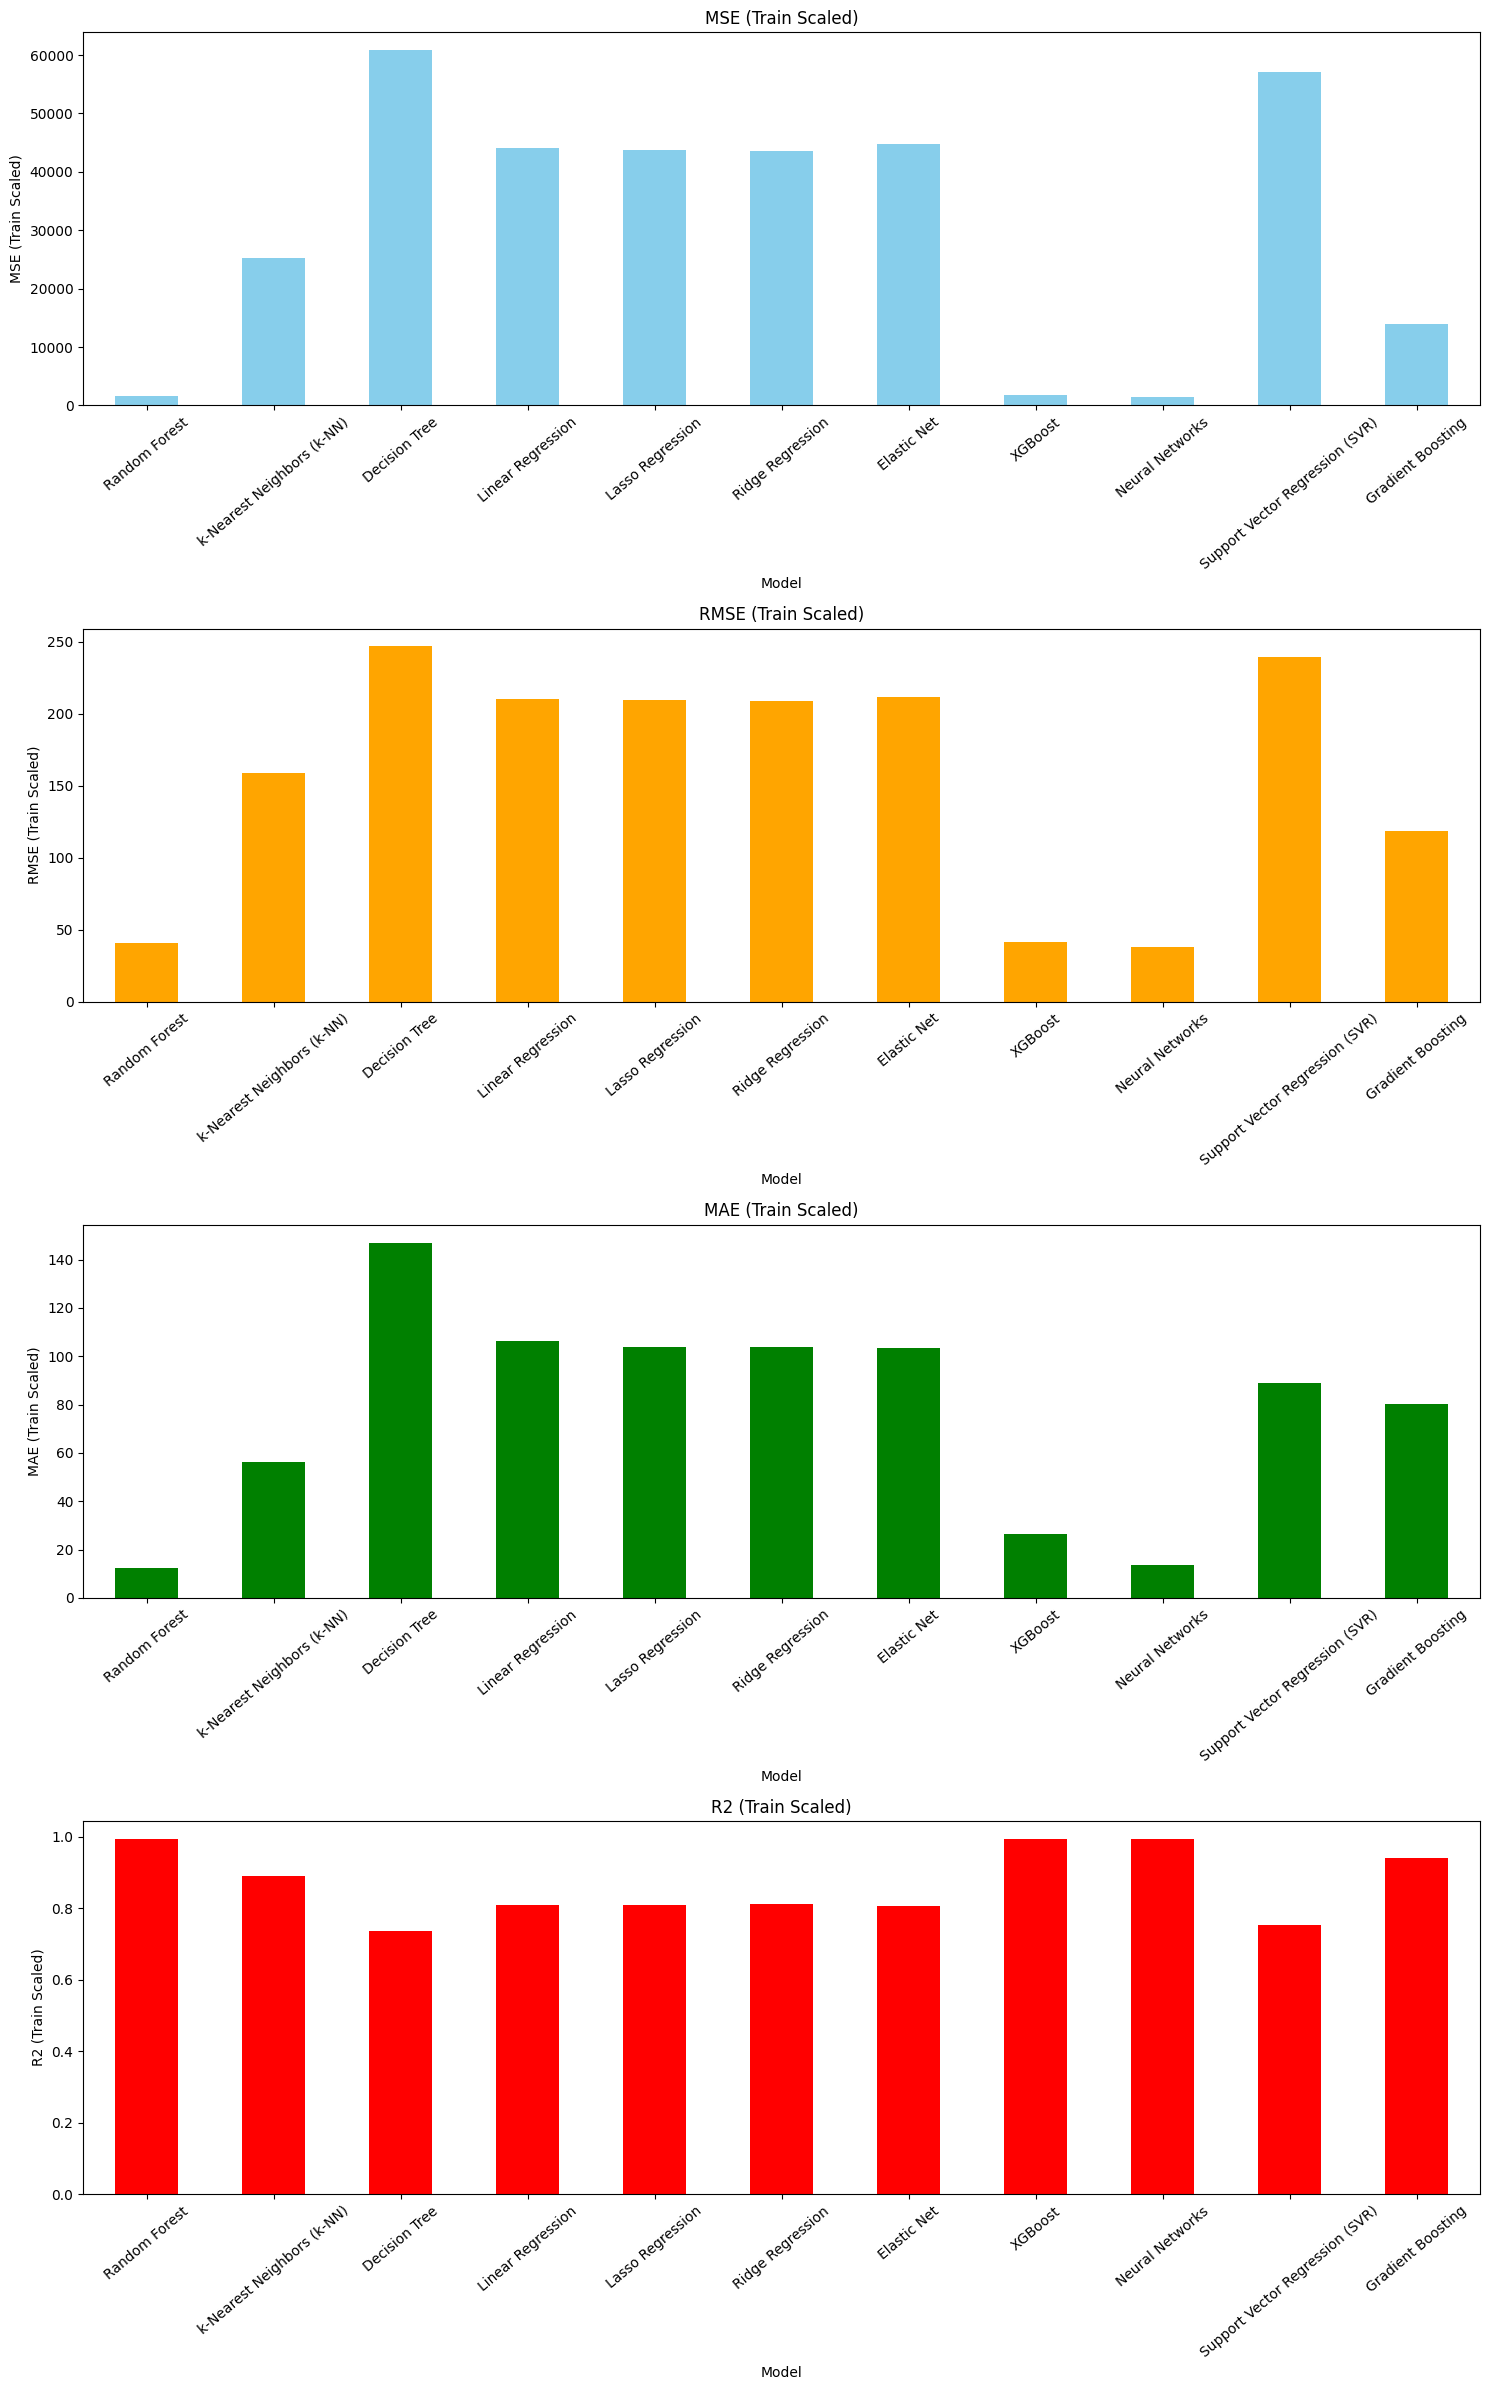 MSE (Train Scaled)
MSE (Train Scaled)
60000
50000
40000
30000
20000
10000
0
Random Forest
k-Nearest Neighbors (k-NN)
Decision Tree
Linear Regression
Lasso Regression
Ridge Regression
Elastic Net
XGBoost
Neural Networks
Support Vector Regression (SVR)
Gradient Boosting
Model
RMSE (Train Scaled)
RMSE (Train Scaled)
250
200
150
100
50
0
Random Forest
k-Nearest Neighbors (k-NN)
Decision Tree
Linear Regression
Lasso Regression
Ridge Regression
Elastic Net
XGBoost
Neural Networks
Support Vector Regression (SVR)
Gradient Boosting
Model
MAE (Train Scaled)
MAE (Train Scaled)
140
120
100
80
60
40
20
0
Random Forest
k-Nearest Neighbors (k-NN)
Decision Tree
Linear Regression
Lasso Regression
Ridge Regression
Elastic Net
XGBoost
Neural Networks
Support Vector Regression (SVR)
Gradient Boosting
Model
R2 (Train Scaled)
R2 (Train Scaled)
1.0
0.8
0.6
0.4
0.2
0.0
Random Forest
k-Nearest Neighbors (k-NN)
Decision Tree
Linear Regression
Lasso Regression
Ridge Regression
Elastic Net
XGBoost
Neural Networks
Support Vector Regression (SVR)
Gradient Boosting
Model